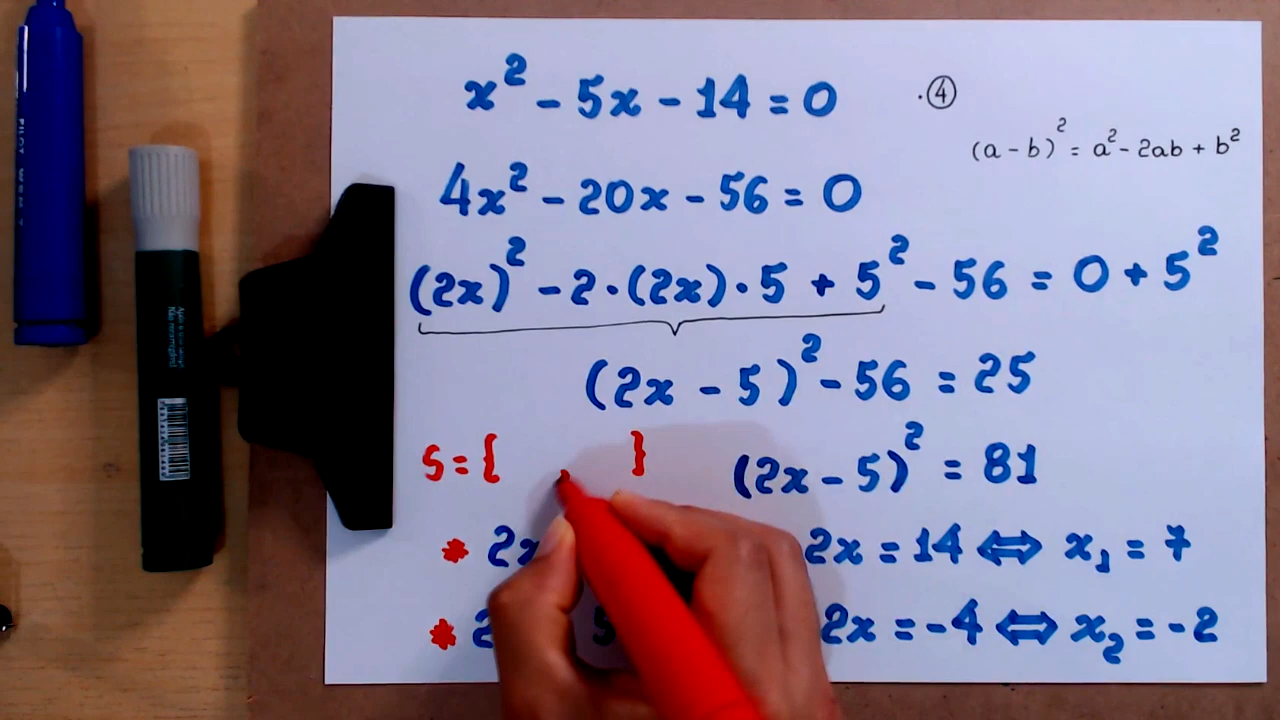 x² - 5x - 14 = 0
· ④
(a - b)² = a² - 2ab + b²
4x² - 20x - 56 = 0
(2x)² - 2·(2x)·5 + 5² - 56 = 0 + 5²
(2x - 5)² - 56 = 25
S = { }
(2x - 5)² = 81
* 2x
2x = 14 ⇔ x₁ = 7
* 2
5
2x = -4 ⇔ x₂ = -2
PILOT